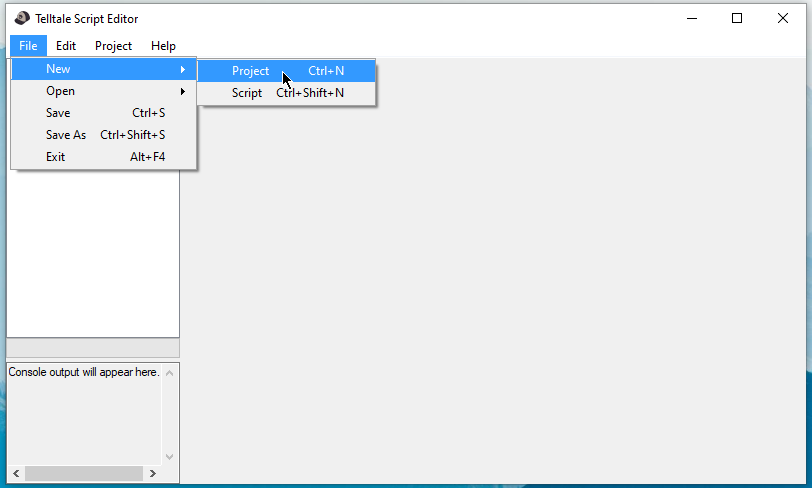 Telltale Script Editor
File Edit Project Help
New
Project Ctrl+N
Open
Script Ctrl+Shift+N
Save Ctrl+S
Save As Ctrl+Shift+S
Exit Alt+F4
Console output will appear here.